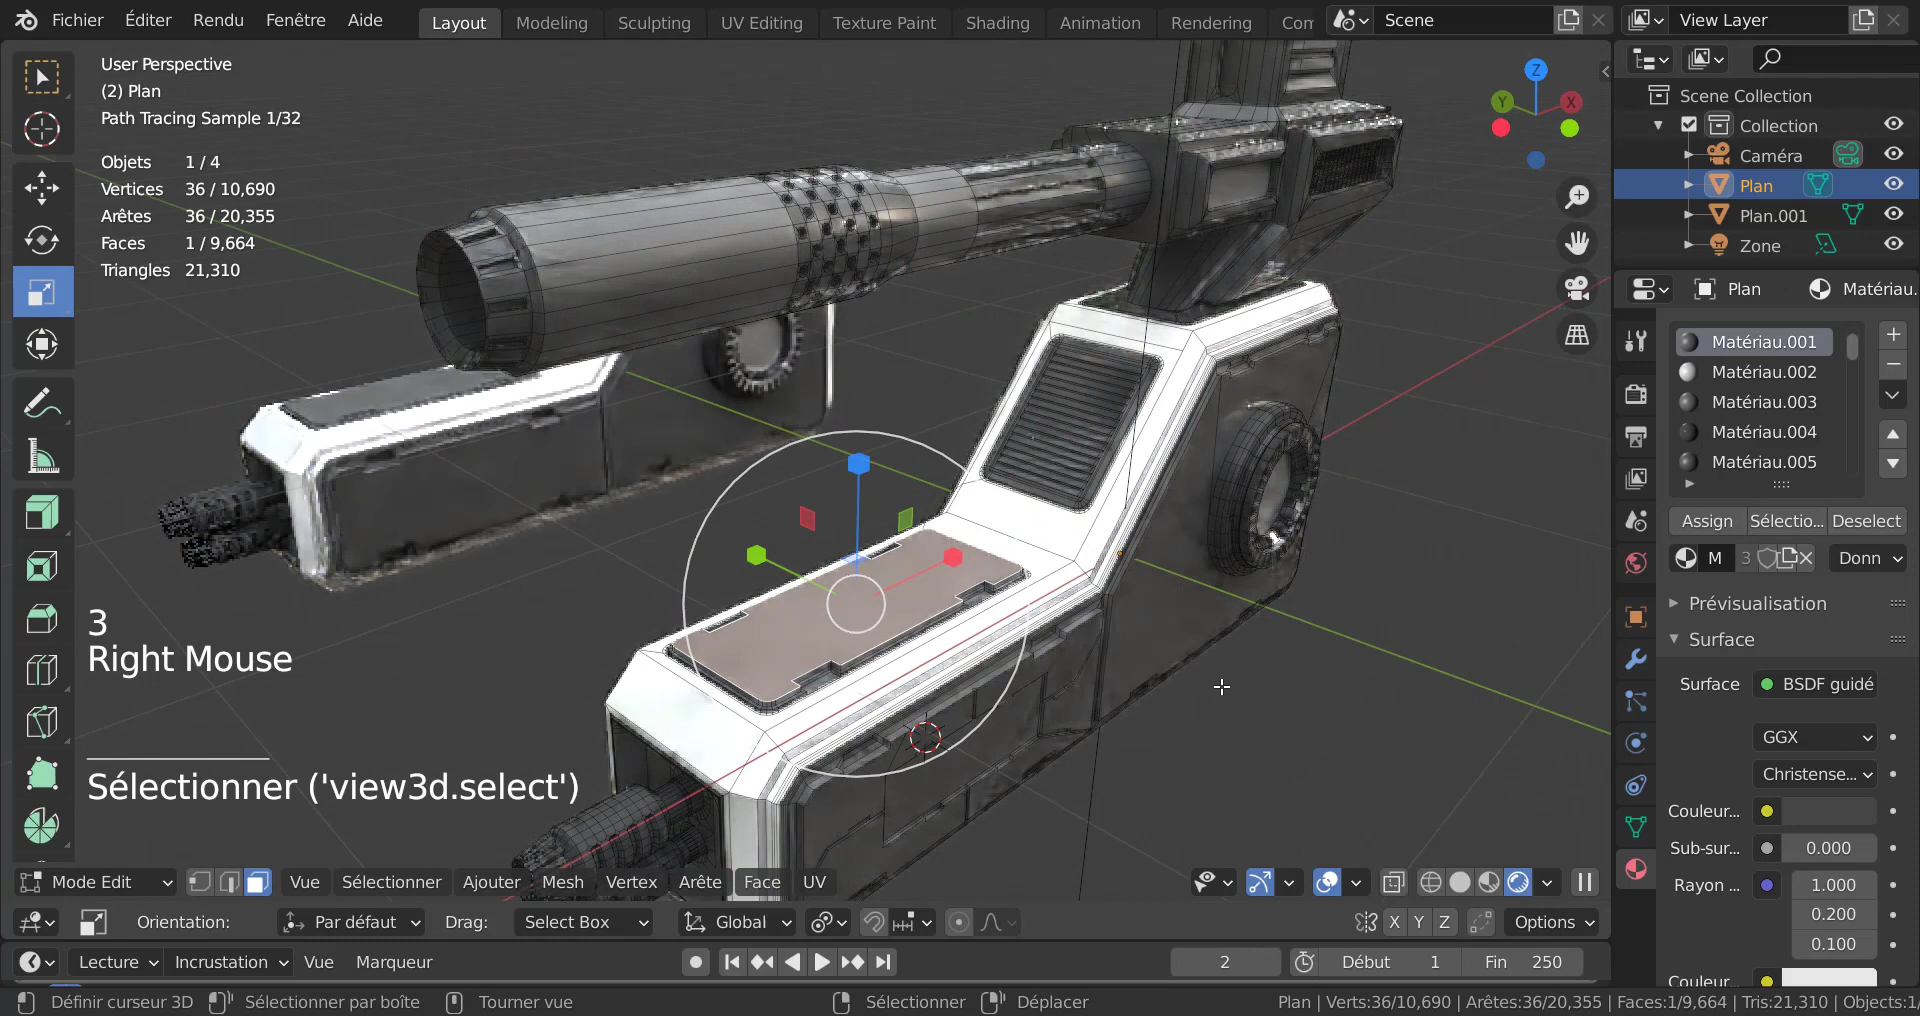 Fichier Éditer Rendu Fenêtre Aide
Layout Modeling Sculpting UV Editing Texture Paint Shading Animation Rendering Con
Scene View Layer
User Perspective
(2) Plan
Path Tracing Sample 1/32
Objets 1 / 4
Vertices 36 / 10,690
Arêtes 36 / 20,355
Faces 1 / 9,664
Triangles 21,310
Z
Y X
3
Right Mouse
Sélectionner ('view3d.select')
Scene Collection
Collection
Caméra
Plan
Plan.001
Zone
Plan Matériau.
Matériau.001
Matériau.002
Matériau.003
Matériau.004
Matériau.005
Assign Sélectio... Deselect
M 3 Donn
Prévisualisation
Surface
Surface BSDF guidé
GGX
Christense...
Couleur...
Sub-sur... 0.000
Rayon ... 1.000
0.200
0.100
Couleur
Mode Edit Vue Sélectionner Ajouter Mesh Vertex Arête Face UV
Orientation: Par défaut Drag: Select Box Global X Y Z Options
Lecture Incrustation Vue Marqueur 2 Début 1 Fin 250
Définir curseur 3D Sélectionner par boîte Tourner vue Sélectionner Déplacer Plan | Verts:36/10,690 | Arêtes:36/20,355 | Faces:1/9,664 | Tris:21,310 | Objects:1/